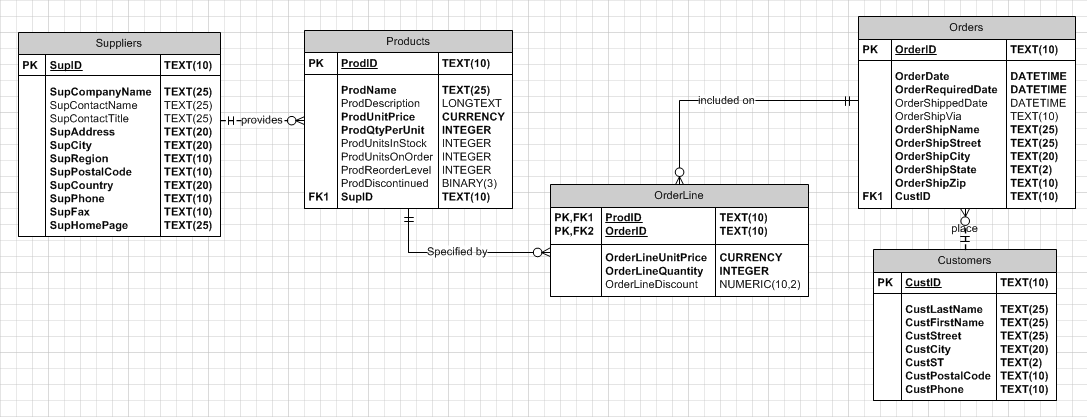 Suppliers
PK SupID TEXT(10)
SupCompanyName TEXT(25)
SupContactName TEXT(25)
SupContactTitle TEXT(25)
SupAddress TEXT(20)
SupCity TEXT(20)
SupRegion TEXT(10)
SupPostalCode TEXT(10)
SupCountry TEXT(20)
SupPhone TEXT(10)
SupFax TEXT(10)
SupHomePage TEXT(25)
provides
Products
PK ProdID TEXT(10)
ProdName TEXT(25)
ProdDescription LONGTEXT
ProdUnitPrice CURRENCY
ProdQtyPerUnit INTEGER
ProdUnitsInStock INTEGER
ProdUnitsOnOrder INTEGER
ProdReorderLevel INTEGER
ProdDiscontinued BINARY(3)
FK1 SupID TEXT(10)
Specified by
OrderLine
PK,FK1 ProdID TEXT(10)
PK,FK2 OrderID TEXT(10)
OrderLineUnitPrice CURRENCY
OrderLineQuantity INTEGER
OrderLineDiscount NUMERIC(10,2)
included on
Orders
PK OrderID TEXT(10)
OrderDate DATETIME
OrderRequiredDate DATETIME
OrderShippedDate DATETIME
OrderShipVia TEXT(10)
OrderShipName TEXT(25)
OrderShipStreet TEXT(25)
OrderShipCity TEXT(20)
OrderShipState TEXT(2)
OrderShipZip TEXT(10)
FK1 CustID TEXT(10)
place
Customers
PK CustID TEXT(10)
CustLastName TEXT(25)
CustFirstName TEXT(25)
CustStreet TEXT(25)
CustCity TEXT(20)
CustST TEXT(2)
CustPostalCode TEXT(10)
CustPhone TEXT(10)